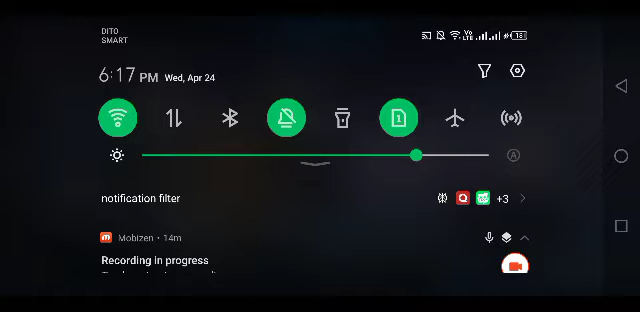 DITO
SMART
6:17 PM Wed, Apr 24
notification filter
+3
Mobizen • 14m
Recording in progress